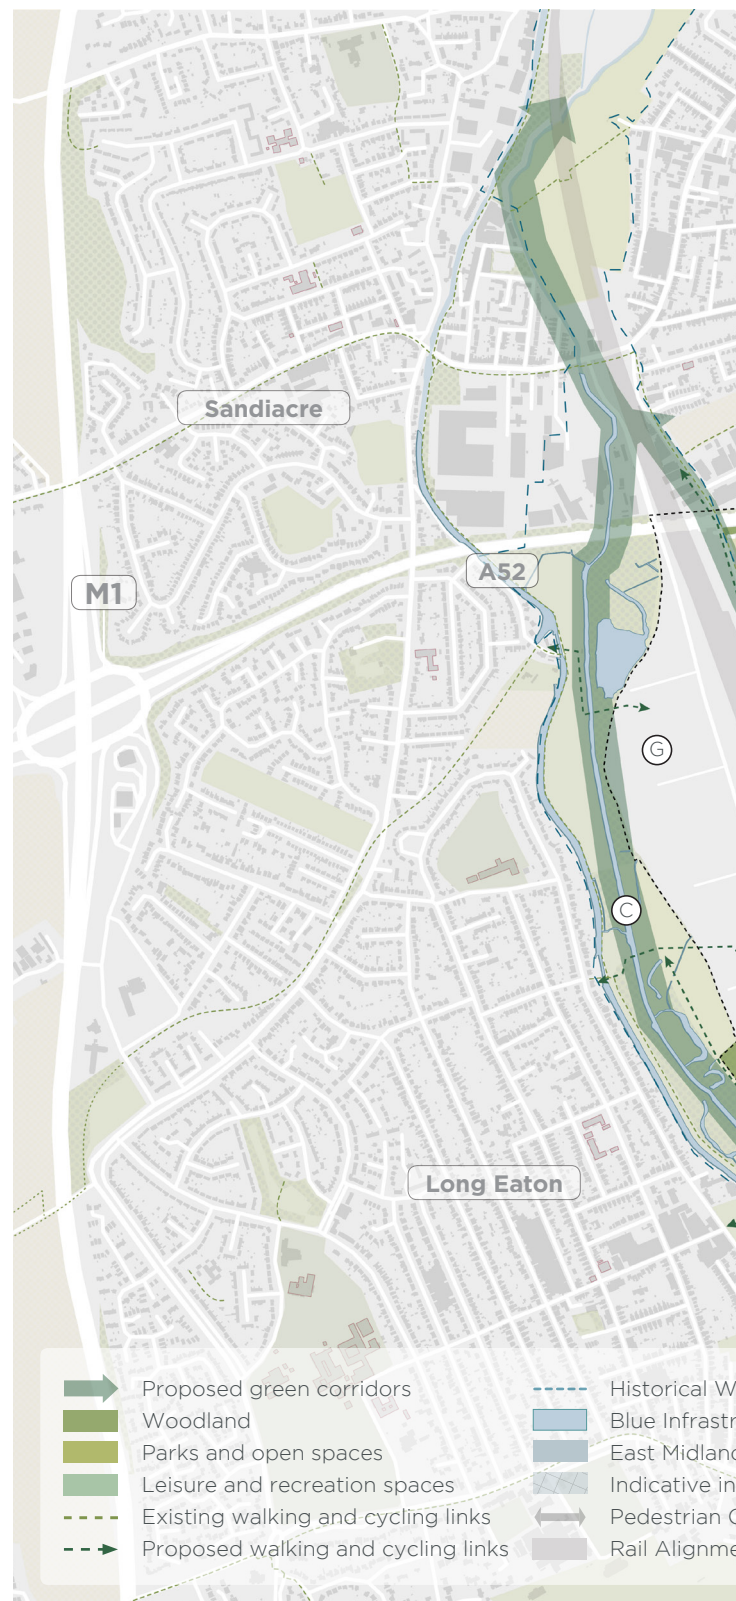 Sandiacre
A52
M1
G
C
Long Eaton
Proposed green corridors
Woodland
Parks and open spaces
Leisure and recreation spaces
Existing walking and cycling links
Proposed walking and cycling links
Historical W
Blue Infrastr
East Midland
Indicative in
Pedestrian
Rail Alignme